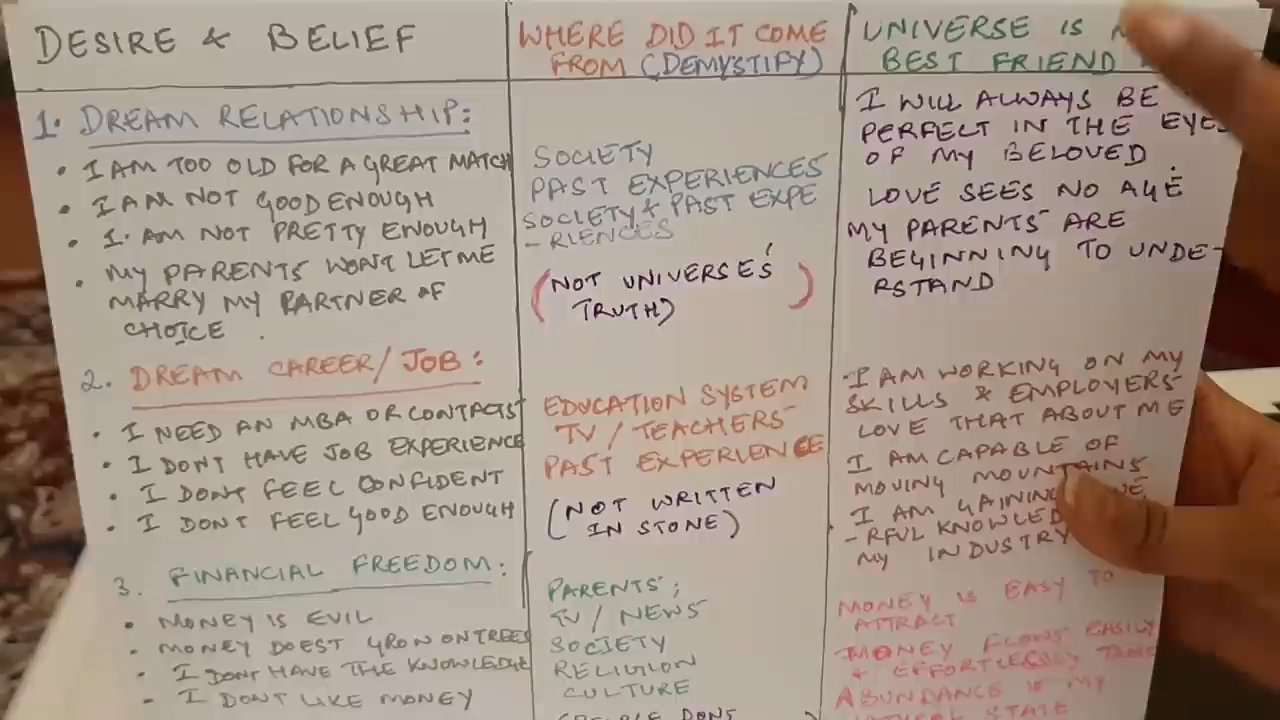 DESIRE & BELIEF
WHERE DID IT COME
FROM (DEMYSTIFY)
UNIVERSE IS
BEST FRIEND
1. DREAM RELATIONSHIP:
• I AM TOO OLD FOR A GREAT MATCH
• I AM NOT GOOD ENOUGH
• I AM NOT PRETTY ENOUGH
• MY PARENTS WONT LET ME
MARRY MY PARTNER OF
CHOICE.
SOCIETY
PAST EXPERIENCES
SOCIETY & PAST EXPE
-RIENCES
(NOT UNIVERSE'S
TRUTH)
I WILL ALWAYS BE
PERFECT IN THE EYES
OF MY BELOVED
LOVE SEES NO AGE
MY PARENTS ARE
BEGINNING TO UNDE-
RSTAND
2. DREAM CAREER/JOB:
• I NEED AN MBA OR CONTACTS
• I DONT HAVE JOB EXPERIENCE
• I DONT FEEL CONFIDENT
• I DONT FEEL GOOD ENOUGH
EDUCATION SYSTEM
TV / TEACHERS
PAST EXPERIENCE
(NOT WRITTEN
IN STONE)
I AM WORKING ON MY
SKILLS & EMPLOYERS
LOVE THAT ABOUT ME
I AM CAPABLE OF
MOVING MOUNTAINS
I AM GAINING
-RFUL
MY INDUSTRY
3. FINANCIAL FREEDOM:
• MONEY IS EVIL
• MONEY DOEST GROW ON TREES
• I DONT HAVE THE KNOWLEDGE
• I DONT LIKE MONEY
PARENTS;
TV / NEWS
SOCIETY
RELIGION
CULTURE
MONEY IS EASY TO
ATTRACT
MONEY FLOWS EASILY
& EFFORTLESSLY
ABUNDANCE IS MY
STATE